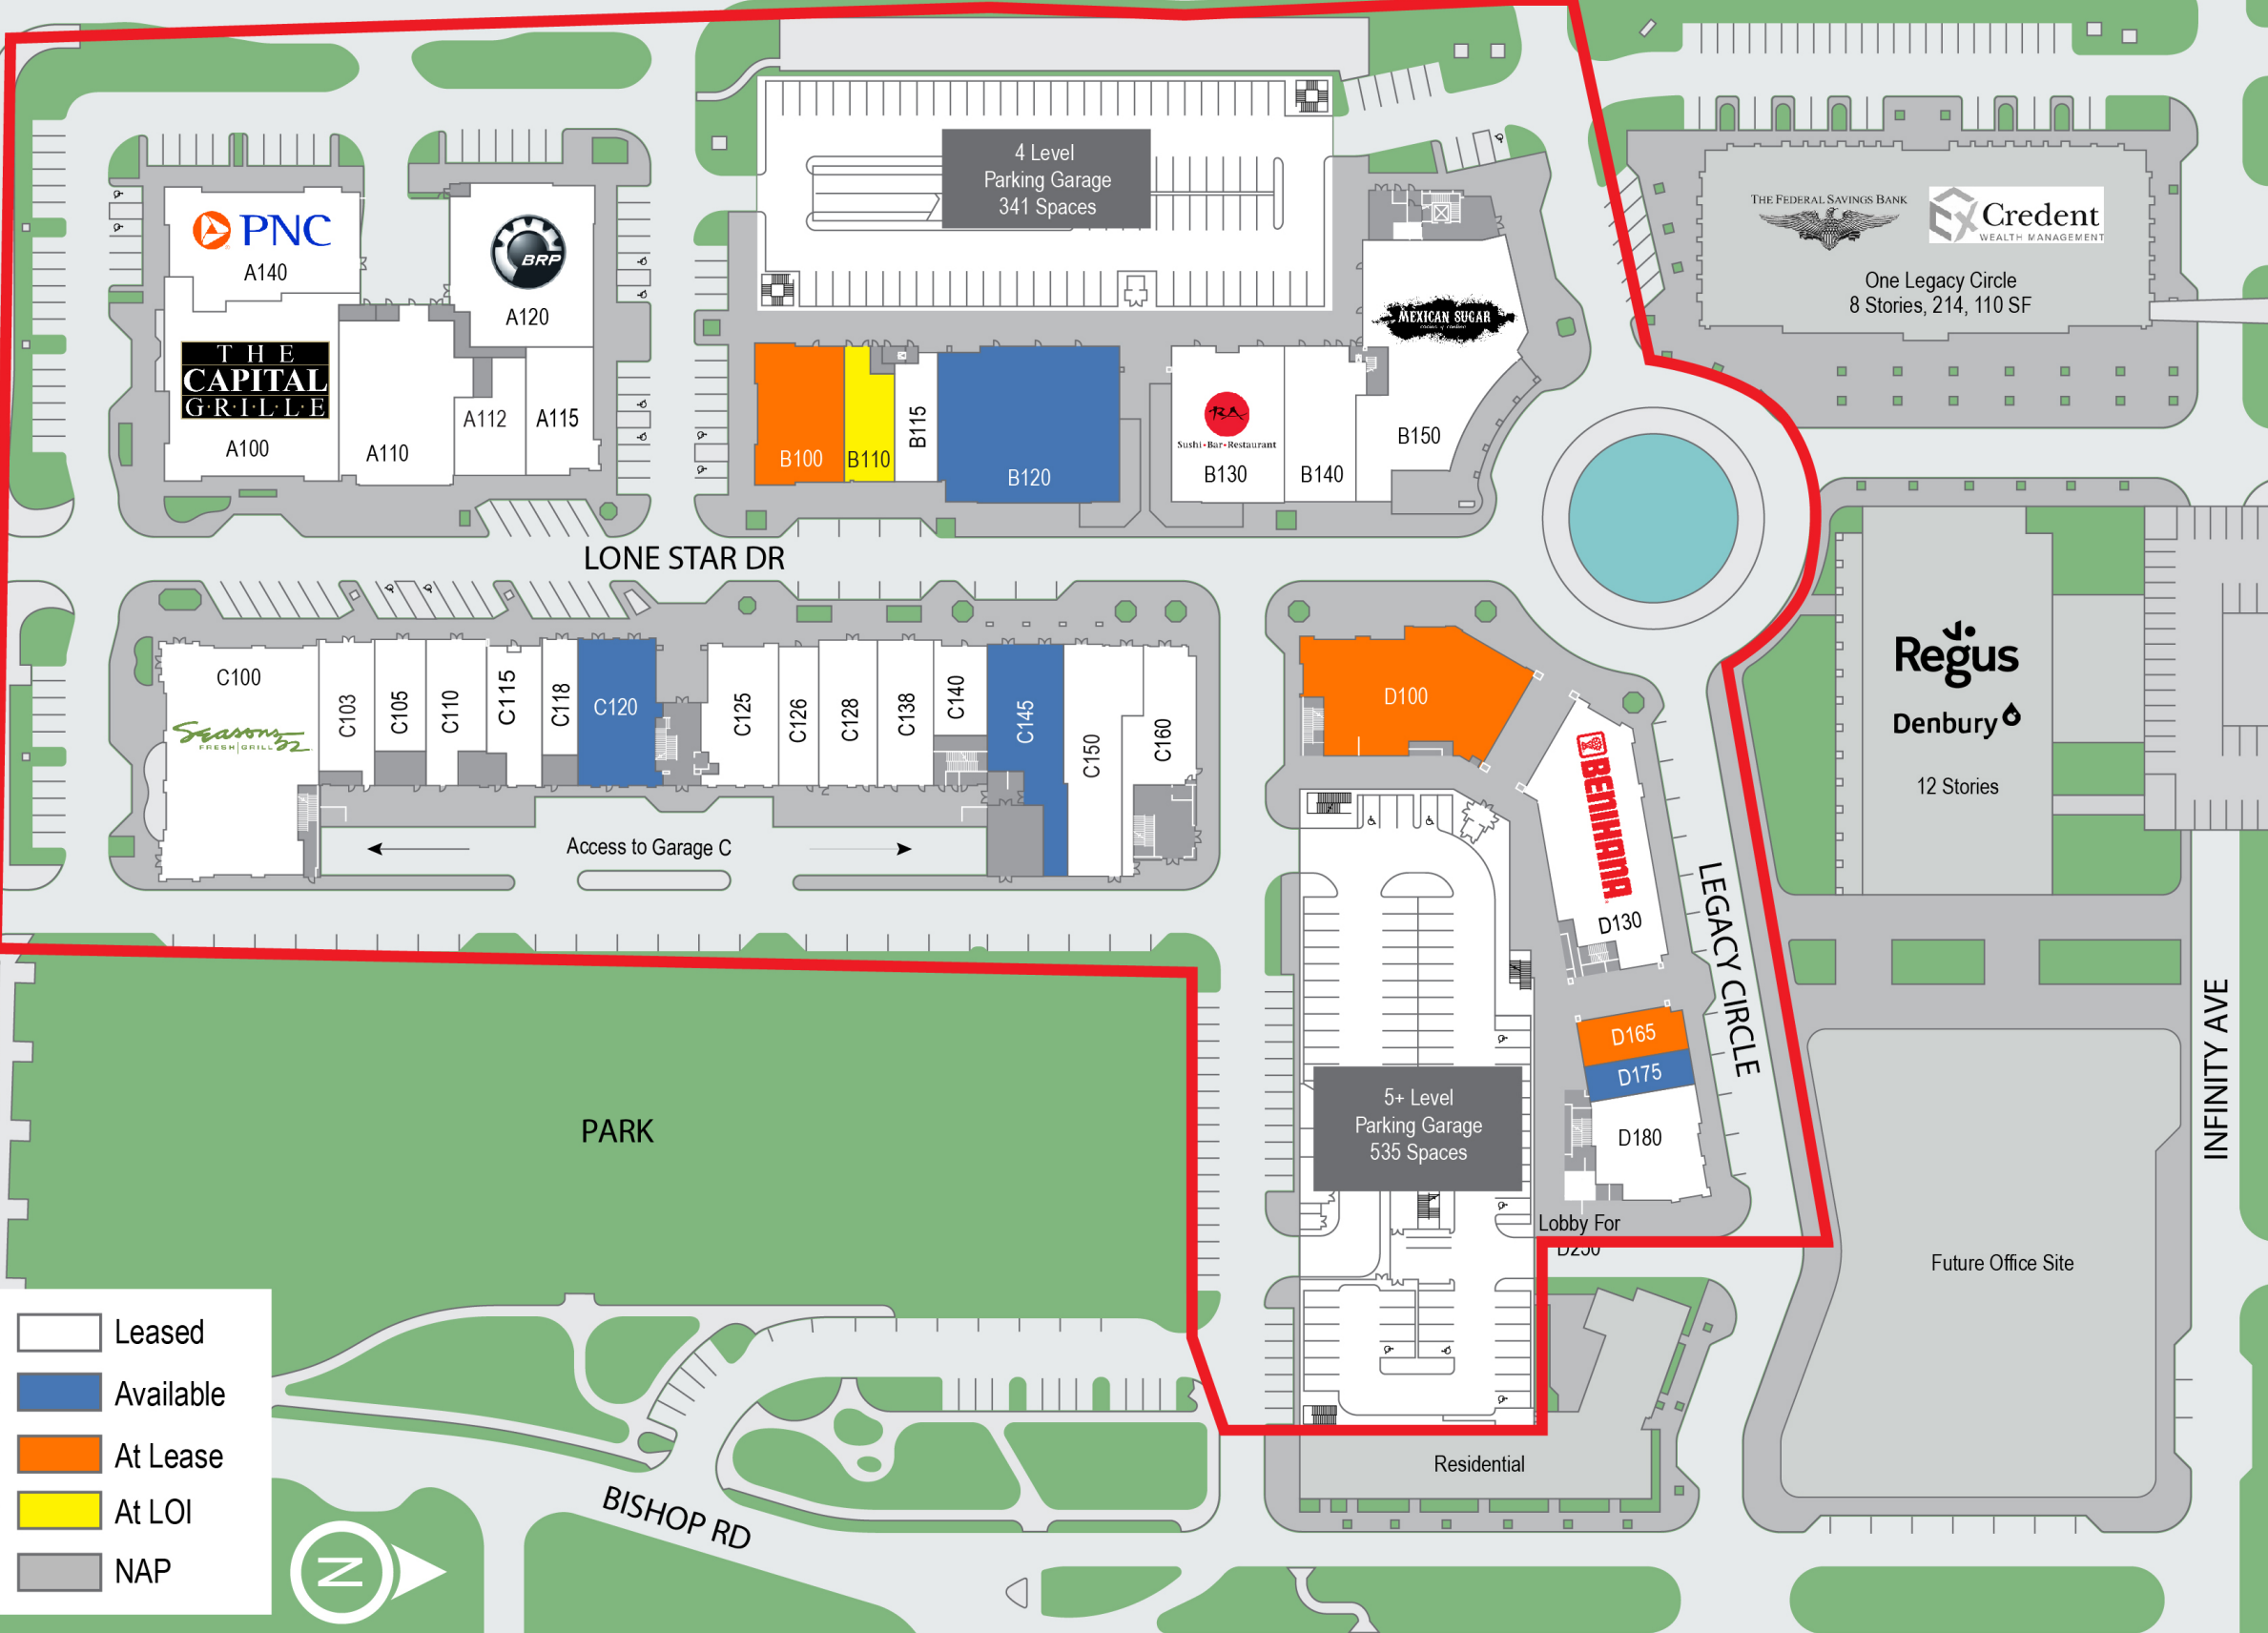 4 Level
Parking Garage
341 Spaces
PNC
A140
BRP
A120
THE
CAPITAL
G·R·I·L·L·E
A100
A110
A112
A115
B100
B110
B115
B120
RA
Sushi•Bar•Restaurant
B130
B140
MEXICAN SUGAR
B150
THE FEDERAL SAVINGS BANK
Credent
WEALTH MANAGEMENT
One Legacy Circle
8 Stories, 214, 110 SF
LONE STAR DR
C100
Seasons 52
FRESH GRILL
C103
C105
C110
C115
C118
C120
C125
C126
C128
C138
C140
C145
C150
C160
Access to Garage C
D100
BENIHANA
D130
D165
D175
D180
Lobby For
D250
LEGACY CIRCLE
Regus
Denbury
12 Stories
INFINITY AVE
5+ Level
Parking Garage
535 Spaces
PARK
Future Office Site
Residential
BISHOP RD
Leased
Available
At Lease
At LOI
NAP
N